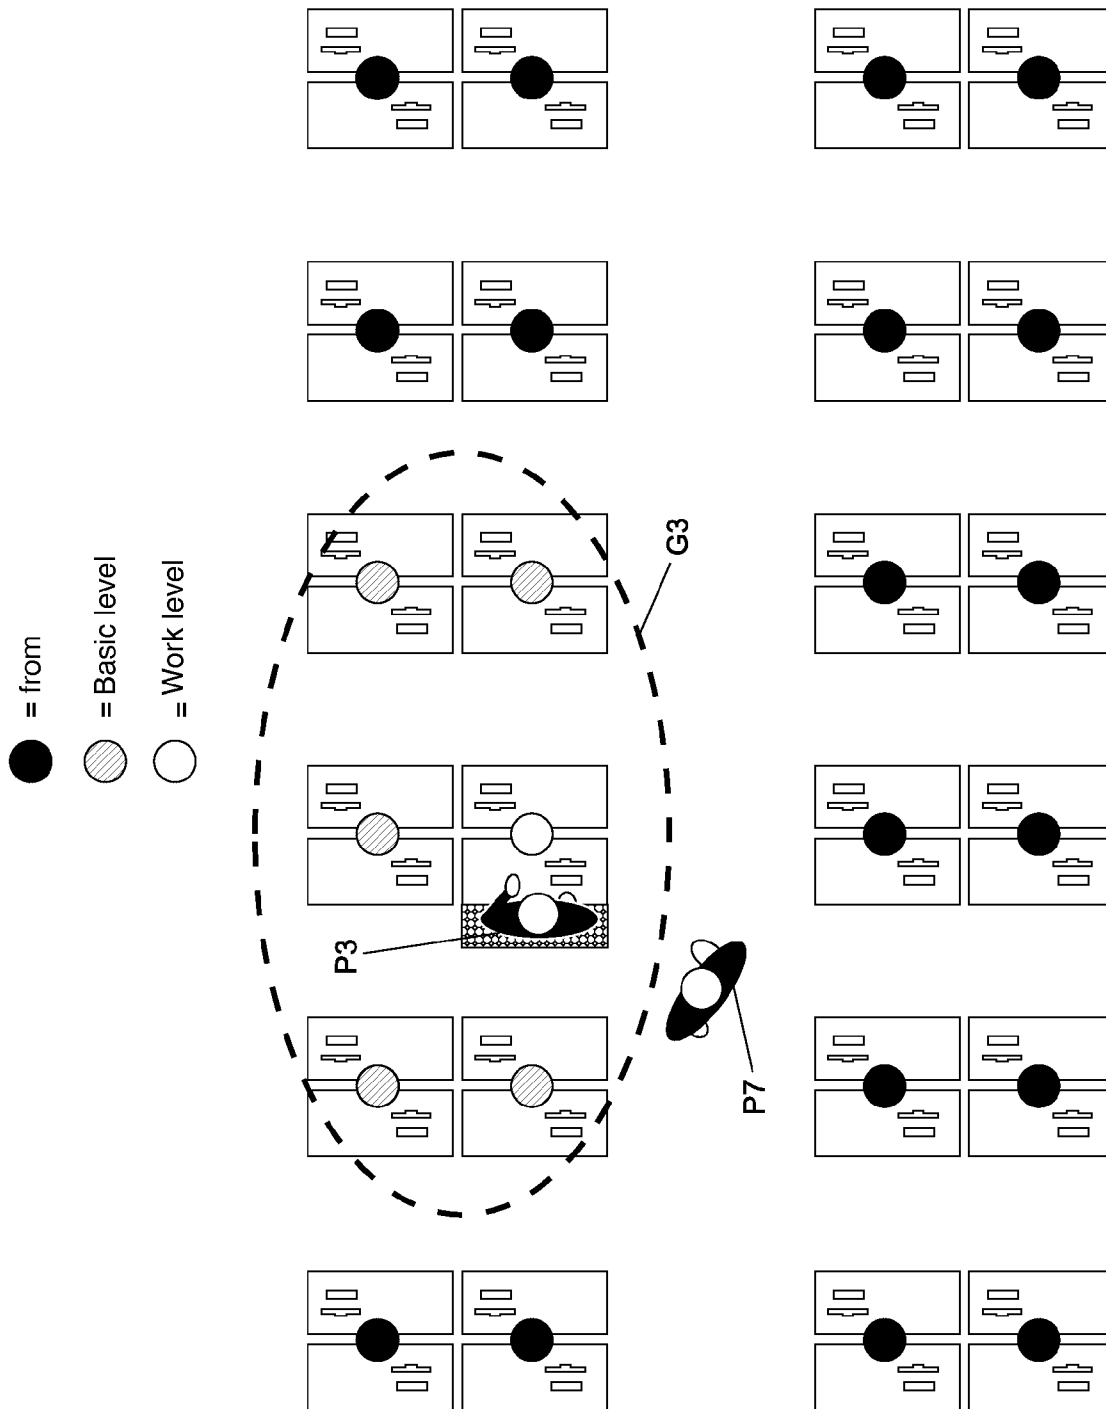 = from
= Basic level
= Work level
G3
P3
P7